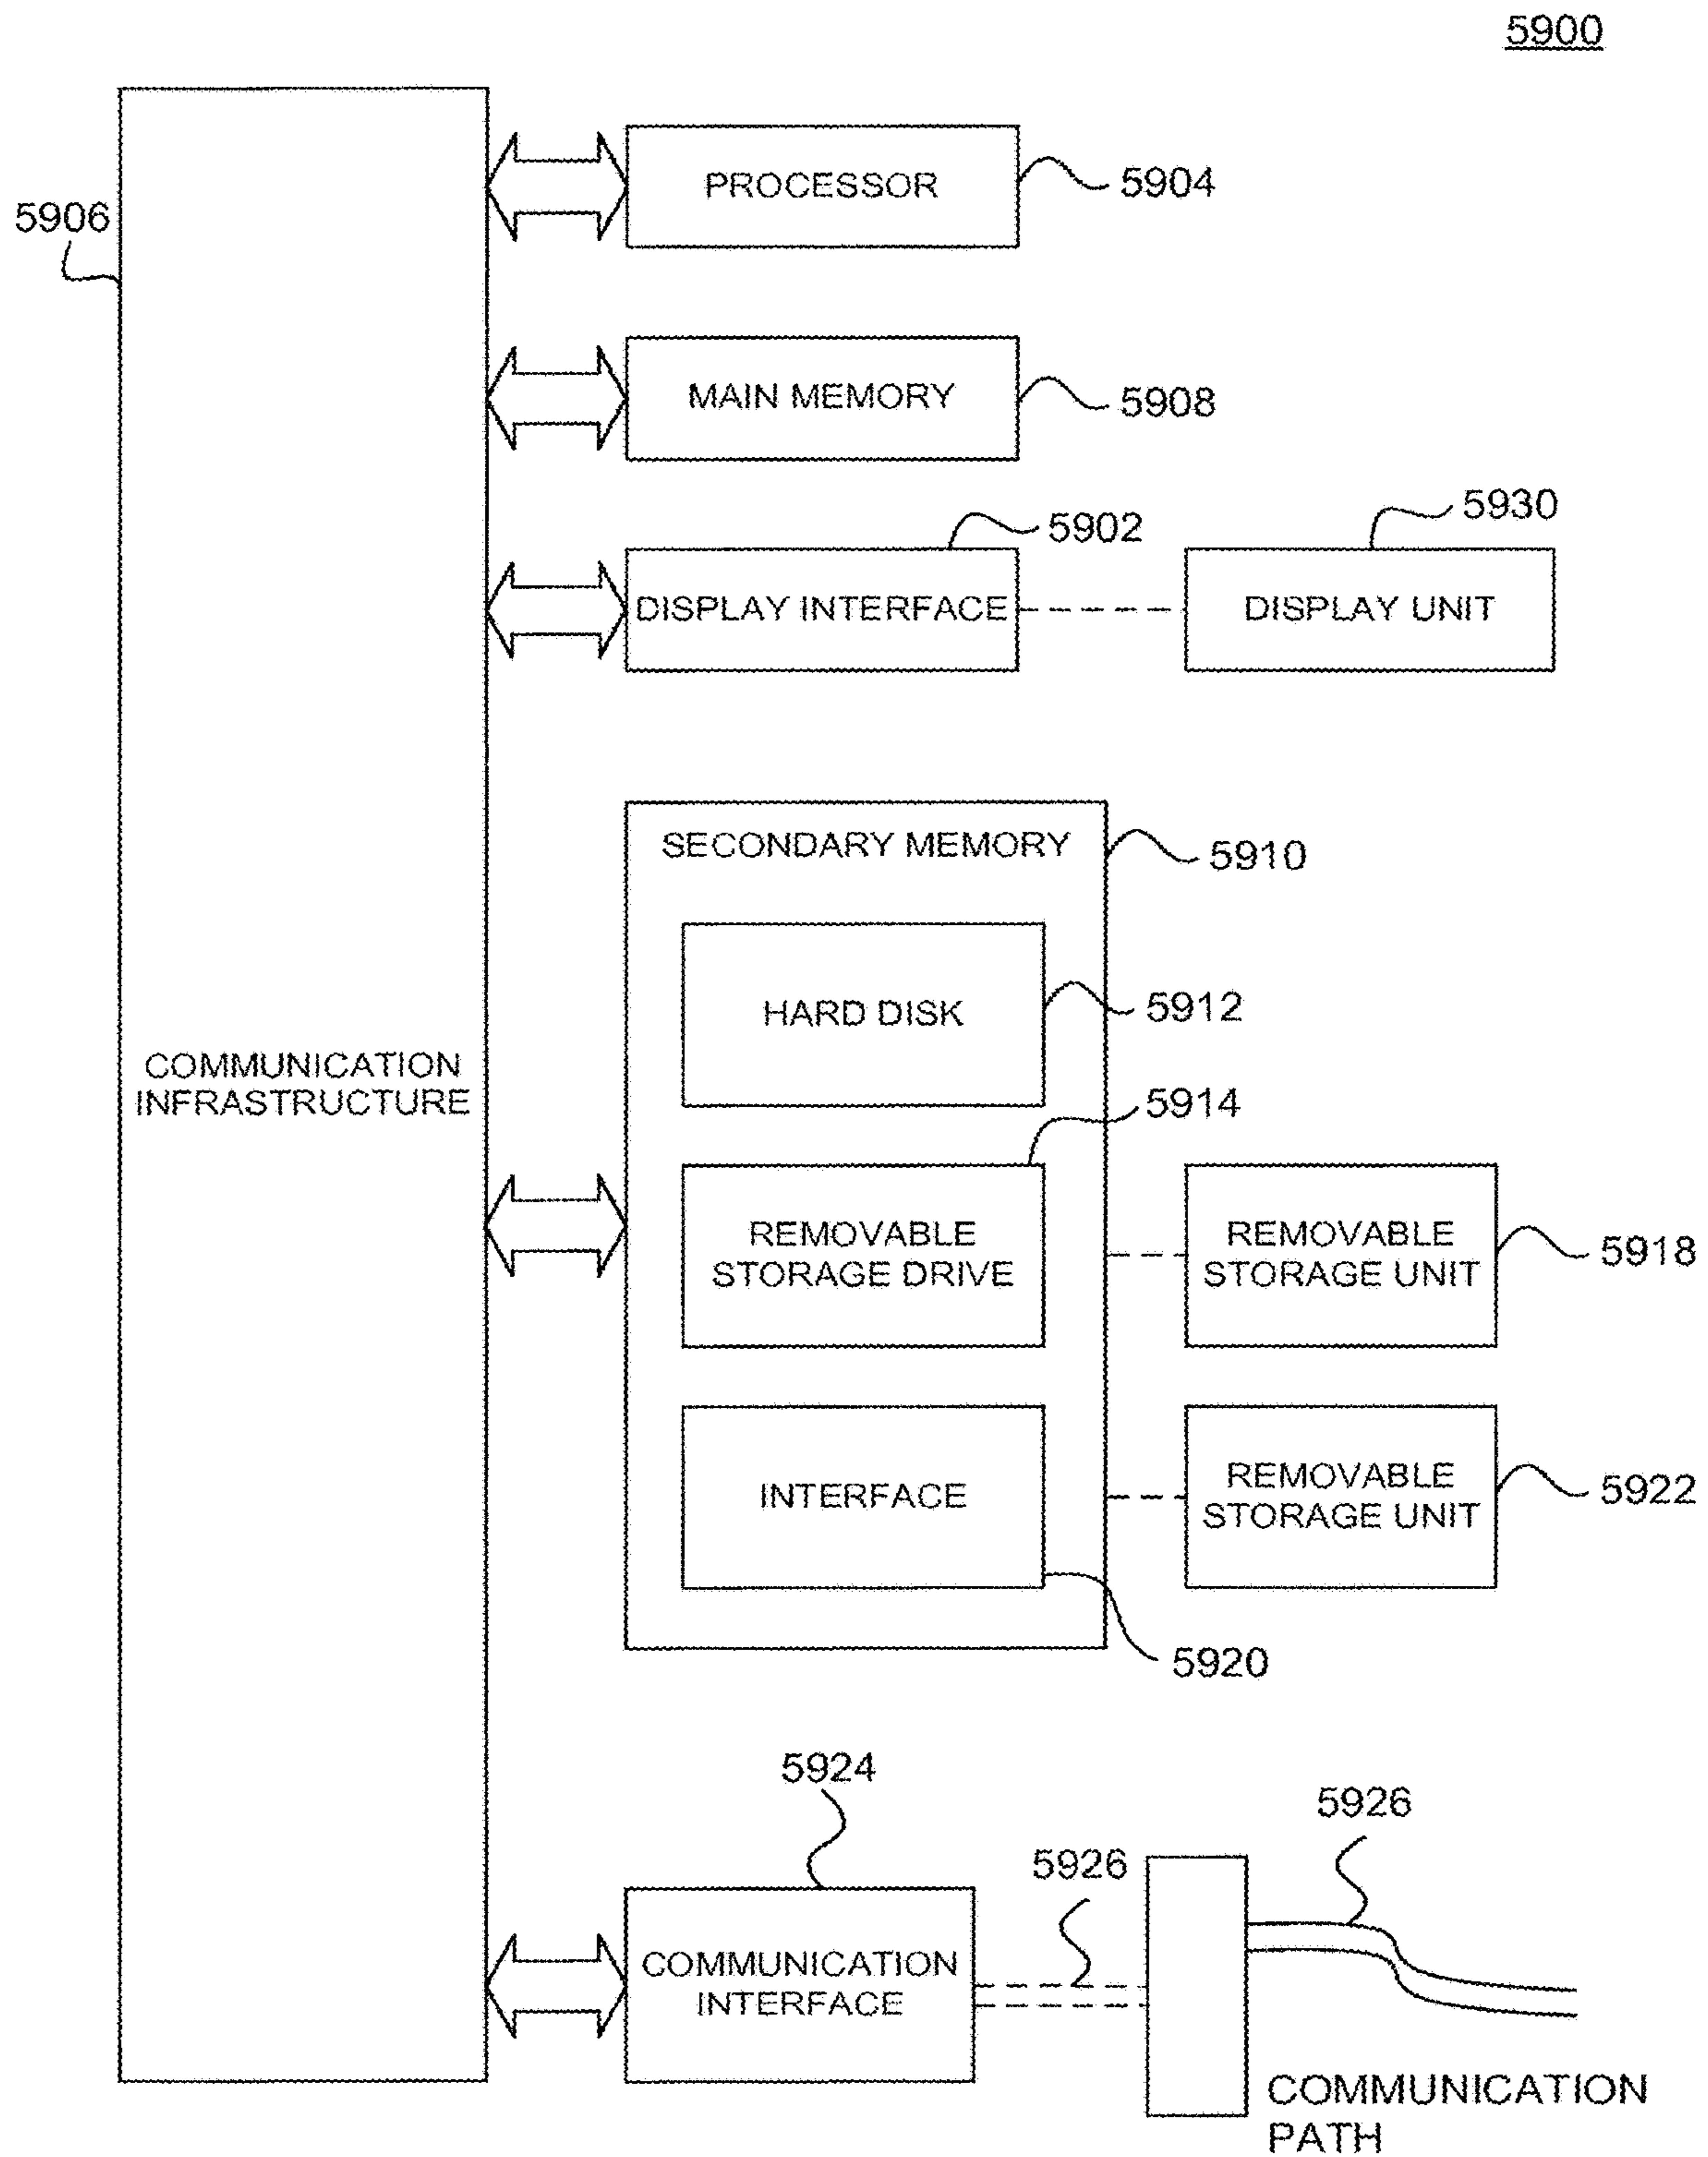 5900
5906
PROCESSOR
5904
MAIN MEMORY
5908
5902
5930
DISPLAY INTERFACE
DISPLAY UNIT
SECONDARY MEMORY
5910
HARD DISK
5912
COMMUNICATION
INFRASTRUCTURE
5914
REMOVABLE
STORAGE DRIVE
REMOVABLE
STORAGE UNIT
5918
INTERFACE
REMOVABLE
STORAGE UNIT
5922
5920
5924
5926
5926
COMMUNICATION
INTERFACE
COMMUNICATION
PATH